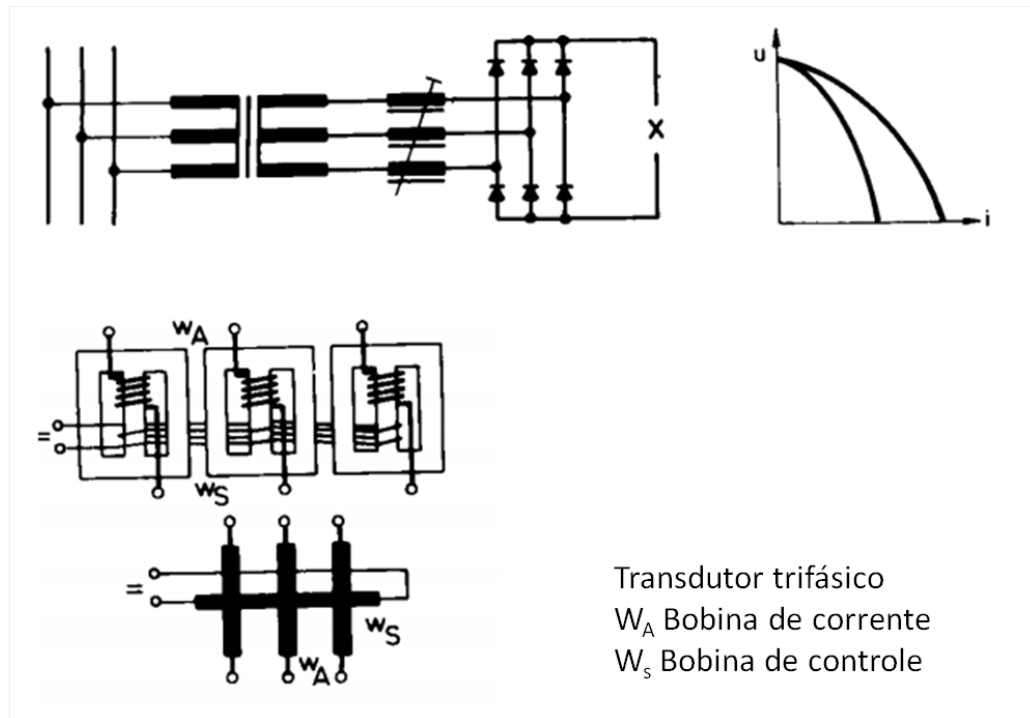 u
X
i
W_A
=
W_S
=
W_S
W_A
Transdutor trifásico
W_A Bobina de corrente
W_s Bobina de controle